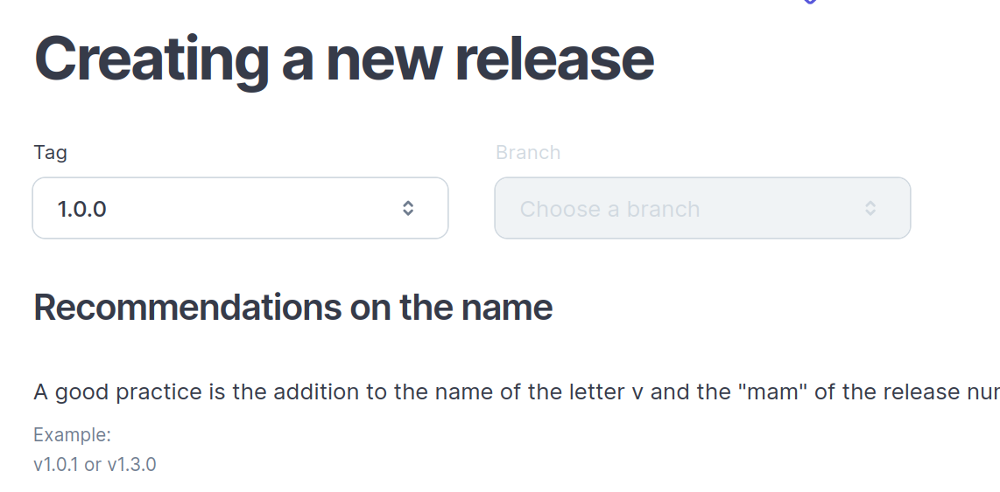 Creating a new release
Tag
Branch
1.0.0
Choose a branch
Recommendations on the name
A good practice is the addition to the name of the letter v and the "mam" of the release
Example:
v1.0.1 or v1.3.0